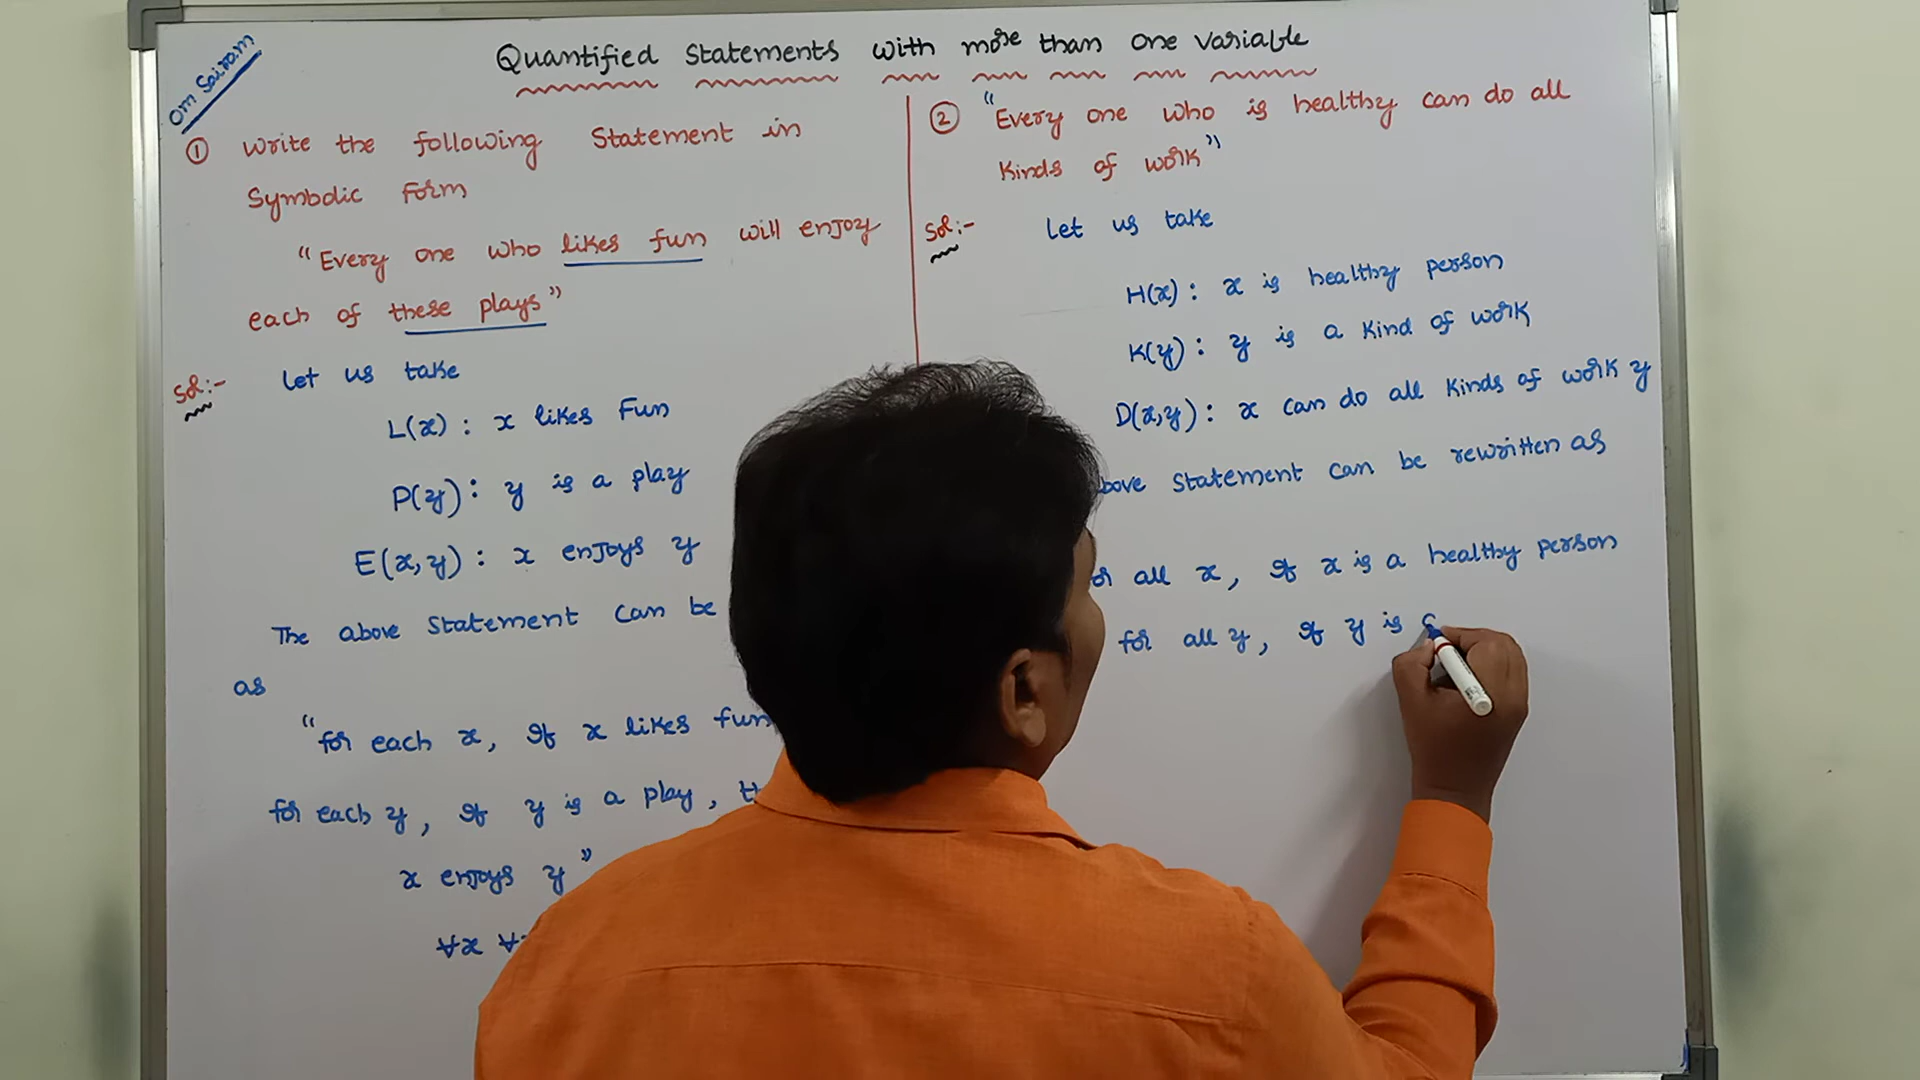 Om Sairam
Quantified Statements with more than one variable
① Write the following Statement in
Symbolic Form
"Every one who likes fun will enjoy
each of these plays"
Sol:- Let us take
L(x) : x likes Fun
P(y) : y is a play
E(x,y) : x enjoys y
The above Statement can be
as
"for each x, if x likes fun
for each y, if y is a play,
x enjoys y"
∀x ∀
② "Every one who is healthy can do all
kinds of work"
Sol:- Let us take
H(x) : x is healthy person
K(y) : y is a kind of work
D(x,y) : x can do all kinds of work y
bove Statement can be rewritten as
or all x, if x is a healthy person
for all y, if y is